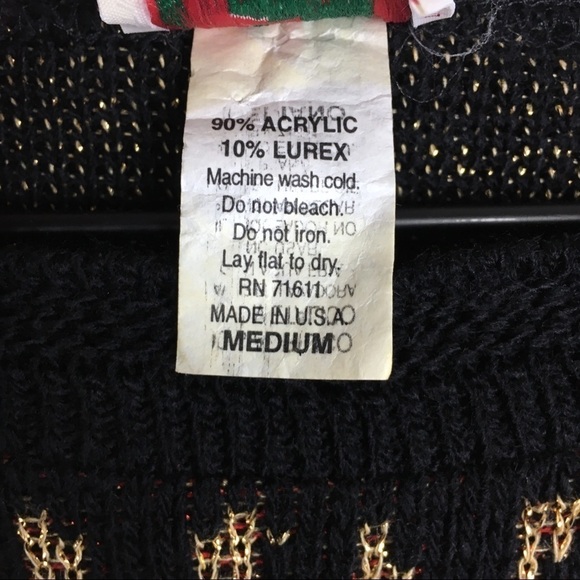 90% ACRYLIC
10% LUREX
Machine wash cold.
Do not bleach.
Do not iron.
Lay flat to dry.
RN 71611
MADE IN U.S.A.
MEDIUM